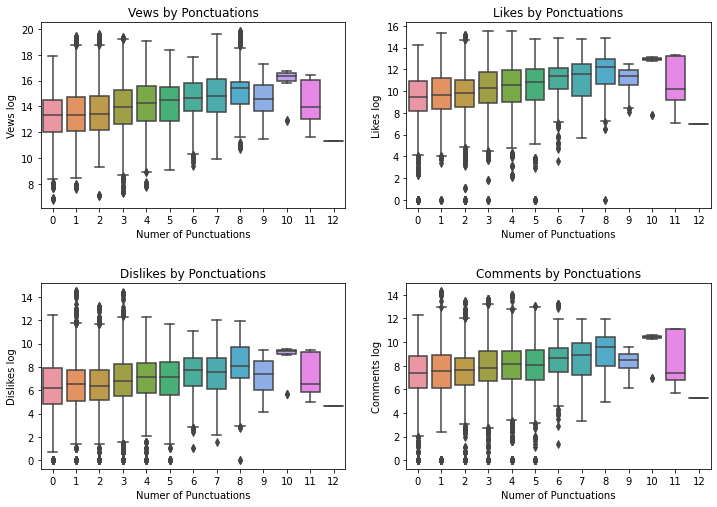 Vews by Ponctuations
Vews log
20
18
16
14
12
10
8
0 1 2 3 4 5 6 7 8 9 10 11 12
Numer of Punctuations
Likes by Ponctuations
Likes log
16
14
12
10
8
6
4
2
0
0 1 2 3 4 5 6 7 8 9 10 11 12
Numer of Punctuations
Dislikes by Ponctuations
Dislikes log
14
12
10
8
6
4
2
0
0 1 2 3 4 5 6 7 8 9 10 11 12
Numer of Punctuations
Comments by Ponctuations
Comments log
14
12
10
8
6
4
2
0
0 1 2 3 4 5 6 7 8 9 10 11 12
Numer of Punctuations